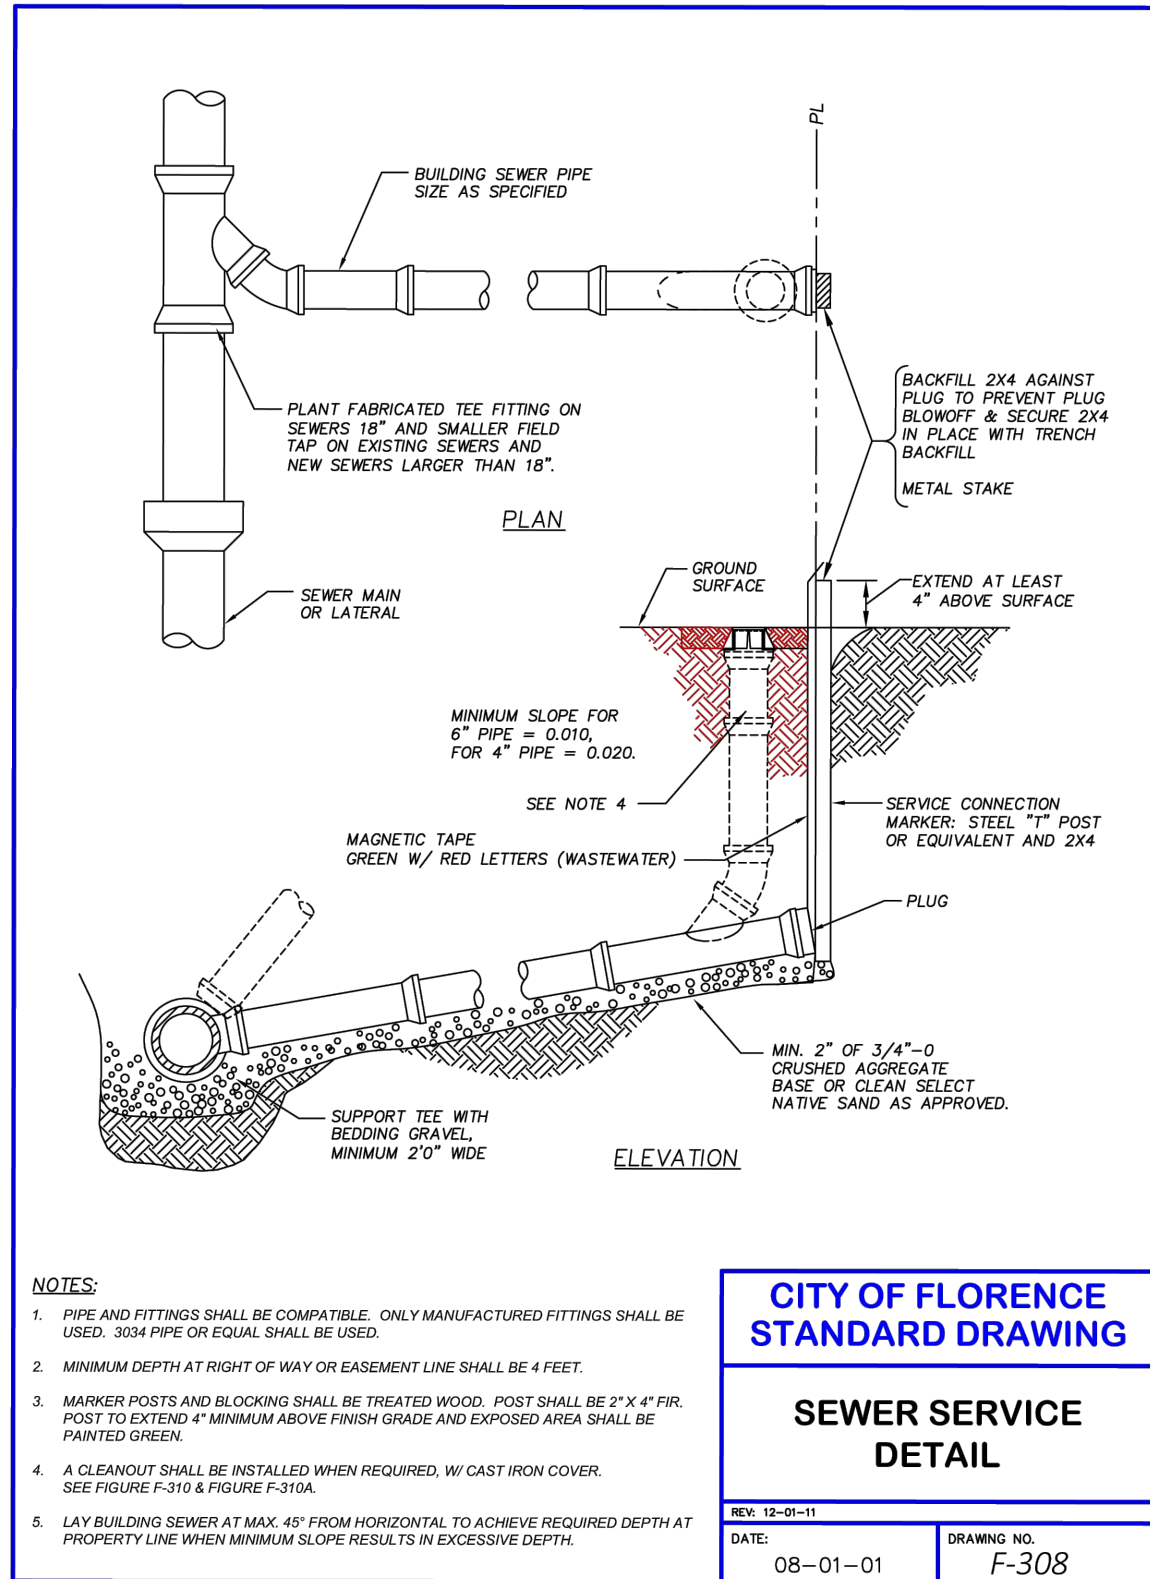 PL
BUILDING SEWER PIPE
SIZE AS SPECIFIED
PLANT FABRICATED TEE FITTING ON
SEWERS 18" AND SMALLER FIELD
TAP ON EXISTING SEWERS AND
NEW SEWERS LARGER THAN 18".
BACKFILL 2X4 AGAINST
PLUG TO PREVENT PLUG
BLOWOFF & SECURE 2X4
IN PLACE WITH TRENCH
BACKFILL
METAL STAKE
PLAN
SEWER MAIN
OR LATERAL
GROUND
SURFACE
EXTEND AT LEAST
4" ABOVE SURFACE
MINIMUM SLOPE FOR
6" PIPE = 0.010,
FOR 4" PIPE = 0.020.
SEE NOTE 4
MAGNETIC TAPE
GREEN W/ RED LETTERS (WASTEWATER)
SERVICE CONNECTION
MARKER: STEEL "T" POST
OR EQUIVALENT AND 2X4
PLUG
MIN. 2" OF 3/4"-0
CRUSHED AGGREGATE
BASE OR CLEAN SELECT
NATIVE SAND AS APPROVED.
SUPPORT TEE WITH
BEDDING GRAVEL,
MINIMUM 2'0" WIDE
ELEVATION
NOTES:
1. PIPE AND FITTINGS SHALL BE COMPATIBLE. ONLY MANUFACTURED FITTINGS SHALL BE
USED. 3034 PIPE OR EQUAL SHALL BE USED.
2. MINIMUM DEPTH AT RIGHT OF WAY OR EASEMENT LINE SHALL BE 4 FEET.
3. MARKER POSTS AND BLOCKING SHALL BE TREATED WOOD. POST SHALL BE 2" X 4" FIR.
POST TO EXTEND 4" MINIMUM ABOVE FINISH GRADE AND EXPOSED AREA SHALL BE
PAINTED GREEN.
4. A CLEANOUT SHALL BE INSTALLED WHEN REQUIRED, W/ CAST IRON COVER.
SEE FIGURE F-310 & FIGURE F-310A.
5. LAY BUILDING SEWER AT MAX. 45° FROM HORIZONTAL TO ACHIEVE REQUIRED DEPTH AT
PROPERTY LINE WHEN MINIMUM SLOPE RESULTS IN EXCESSIVE DEPTH.
CITY OF FLORENCE
STANDARD DRAWING
SEWER SERVICE
DETAIL
REV: 12-01-11
DATE:
08-01-01
DRAWING NO.
F-308